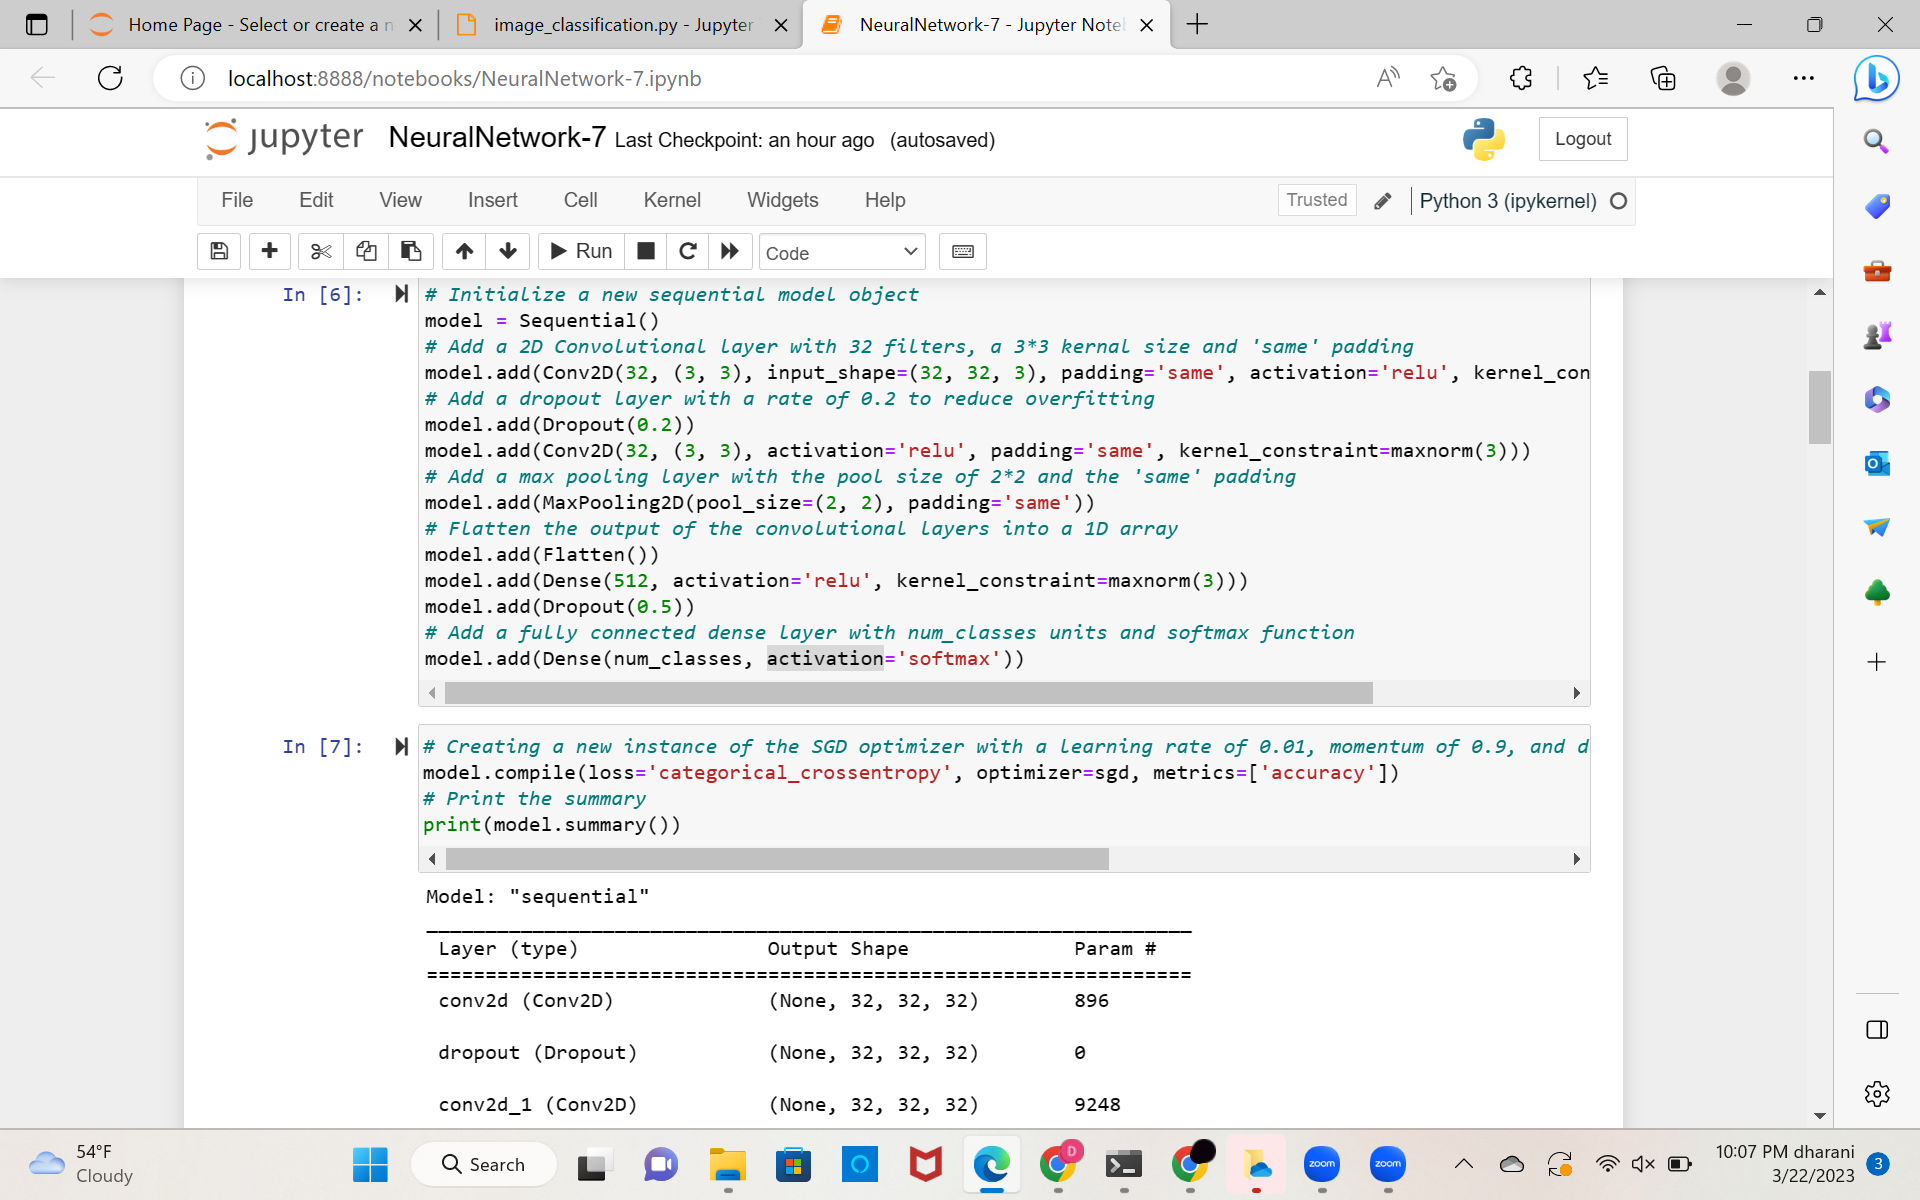 Home Page - Select or create a n
image_classification.py - Jupyter
NeuralNetwork-7 - Jupyter Note
localhost:8888/notebooks/NeuralNetwork-7.ipynb
jupyter NeuralNetwork-7 Last Checkpoint: an hour ago (autosaved)
Logout
File Edit View Insert Cell Kernel Widgets Help
Trusted
Python 3 (ipykernel)
Run
Code
In [6]:
# Initialize a new sequential model object
model = Sequential()
# Add a 2D Convolutional layer with 32 filters, a 3*3 kernal size and 'same' padding
model.add(Conv2D(32, (3, 3), input_shape=(32, 32, 3), padding='same', activation='relu', kernel_con
# Add a dropout layer with a rate of 0.2 to reduce overfitting
model.add(Dropout(0.2))
model.add(Conv2D(32, (3, 3), activation='relu', padding='same', kernel_constraint=maxnorm(3)))
# Add a max pooling layer with the pool size of 2*2 and the 'same' padding
model.add(MaxPooling2D(pool_size=(2, 2), padding='same'))
# Flatten the output of the convolutional layers into a 1D array
model.add(Flatten())
model.add(Dense(512, activation='relu', kernel_constraint=maxnorm(3)))
model.add(Dropout(0.5))
# Add a fully connected dense layer with num_classes units and softmax function
model.add(Dense(num_classes, activation='softmax'))
In [7]:
# Creating a new instance of the SGD optimizer with a learning rate of 0.01, momentum of 0.9, and d
model.compile(loss='categorical_crossentropy', optimizer=sgd, metrics=['accuracy'])
# Print the summary
print(model.summary())
Model: "sequential"
Layer (type) Output Shape Param #
conv2d (Conv2D) (None, 32, 32, 32) 896
dropout (Dropout) (None, 32, 32, 32) 0
conv2d_1 (Conv2D) (None, 32, 32, 32) 9248
54°F
Cloudy
Search
D
zoom
zoom
10:07 PM dharani
3/22/2023
3